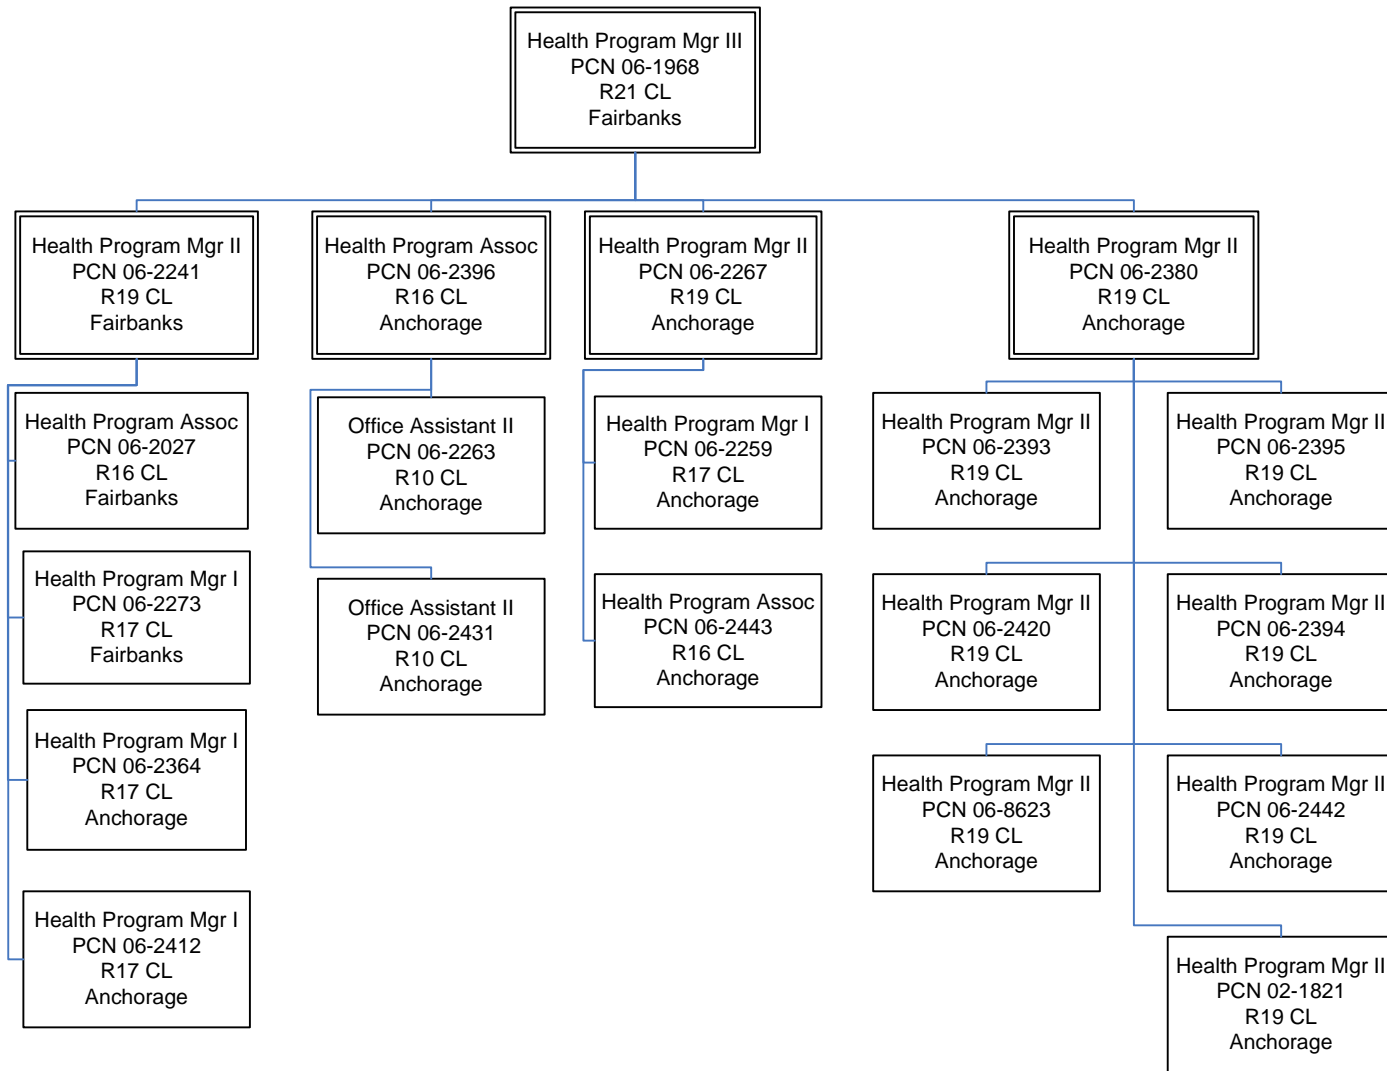 Health Program Mgr III
PCN 06-1968
R21 CL
Fairbanks
Health Program Mgr II
PCN 06-2241
R19 CL
Fairbanks
Health Program Assoc
PCN 06-2396
R16 CL
Anchorage
Health Program Mgr II
PCN 06-2267
R19 CL
Anchorage
Health Program Mgr II
PCN 06-2380
R19 CL
Anchorage
Health Program Assoc
PCN 06-2027
R16 CL
Fairbanks
Office Assistant II
PCN 06-2263
R10 CL
Anchorage
Health Program Mgr I
PCN 06-2259
R17 CL
Anchorage
Health Program Mgr II
PCN 06-2393
R19 CL
Anchorage
Health Program Mgr II
PCN 06-2395
R19 CL
Anchorage
Health Program Mgr I
PCN 06-2273
R17 CL
Fairbanks
Office Assistant II
PCN 06-2431
R10 CL
Anchorage
Health Program Assoc
PCN 06-2443
R16 CL
Anchorage
Health Program Mgr II
PCN 06-2420
R19 CL
Anchorage
Health Program Mgr II
PCN 06-2394
R19 CL
Anchorage
Health Program Mgr I
PCN 06-2364
R17 CL
Anchorage
Health Program Mgr II
PCN 06-8623
R19 CL
Anchorage
Health Program Mgr II
PCN 06-2442
R19 CL
Anchorage
Health Program Mgr I
PCN 06-2412
R17 CL
Anchorage
Health Program Mgr II
PCN 02-1821
R19 CL
Anchorage